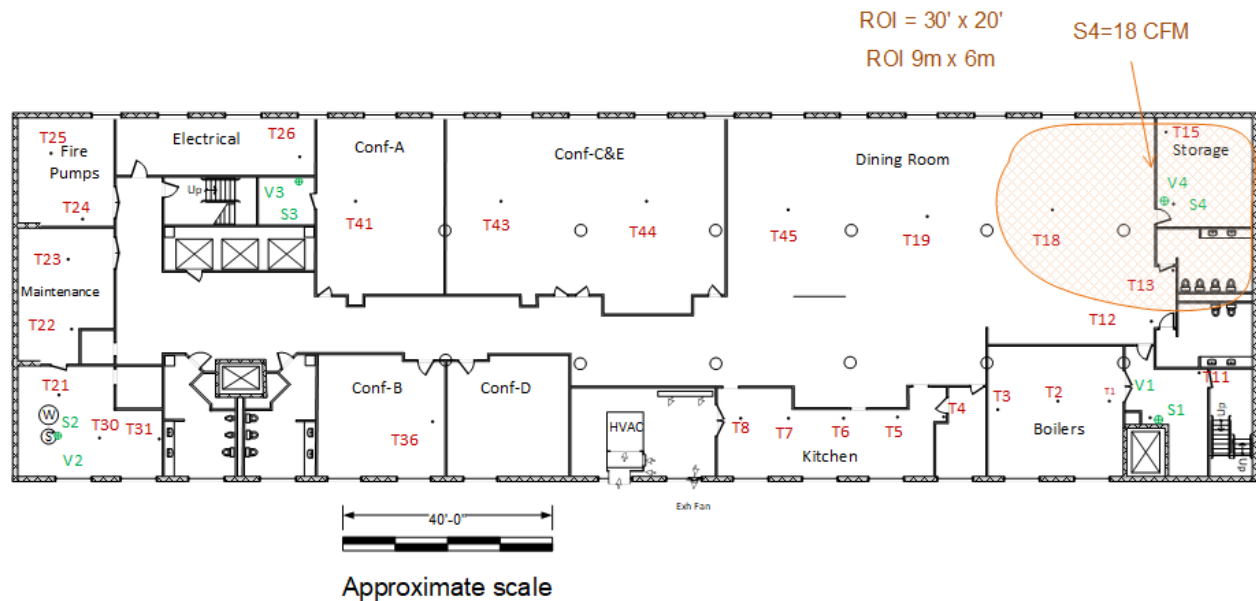 ROI = 30' x 20'
S4=18 CFM
ROI 9m x 6m
T25
Fire
Pumps
T24
Electrical
T26
Up
V3
S3
Conf-A
T41
Conf-C&E
T43
T44
Dining Room
T45
T19
T18
T15
Storage
V4
S4
T13
T12
T23
Maintenance
T22
T21
W
S2
S
T30
T31
V2
Conf-B
T36
Conf-D
HVAC
Exh Fan
T8
T7
T6
T5
Kitchen
T4
T3
T2
T1
Boilers
V1
S1
T11
Up
Up
40'-0"
Approximate scale